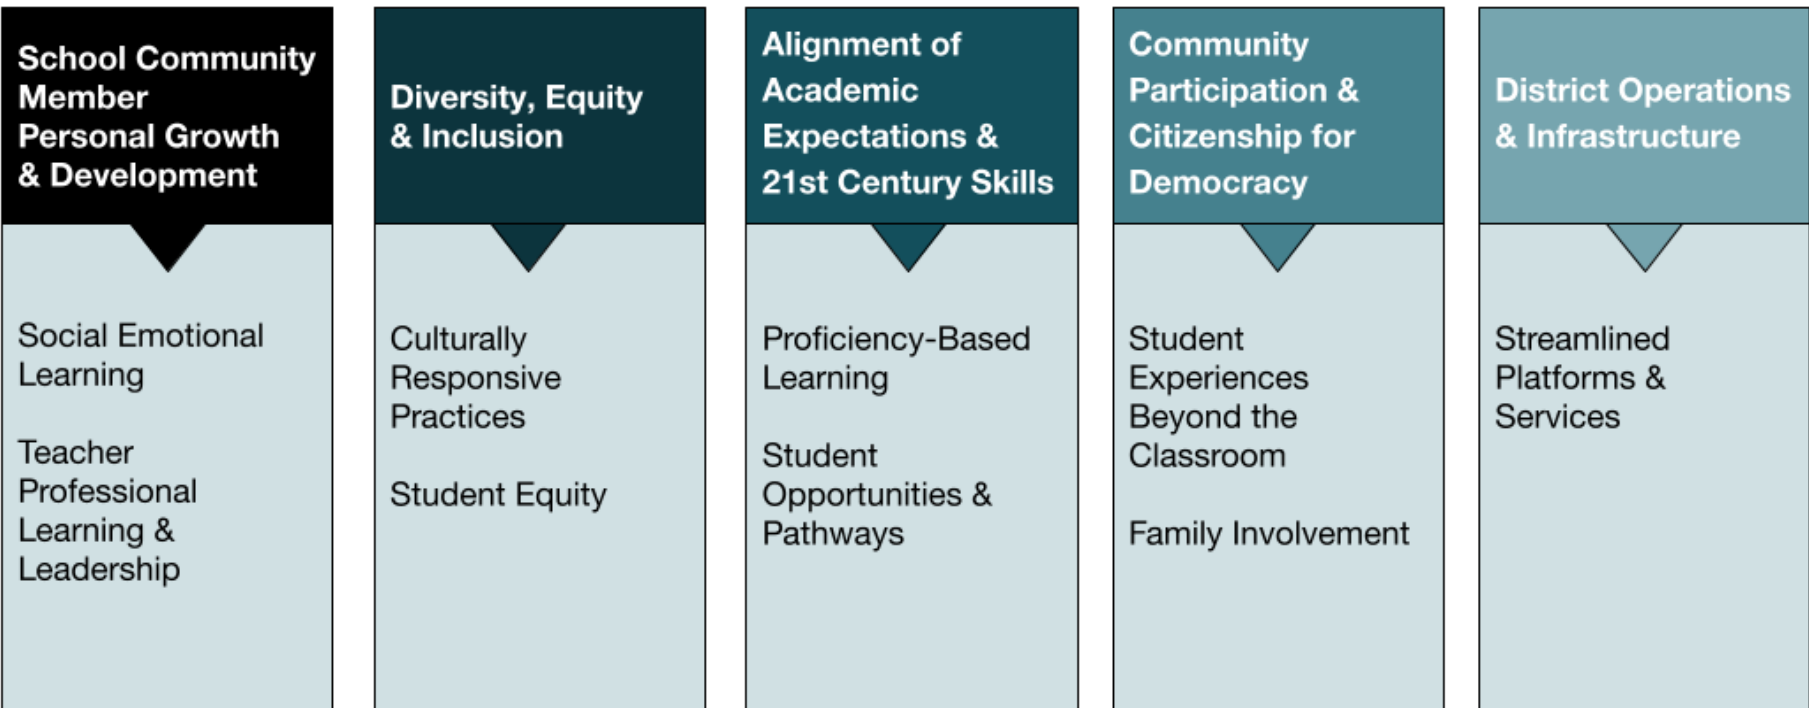 School Community
Member
Personal Growth
& Development
Social Emotional
Learning
Teacher
Professional
Learning &
Leadership
Diversity, Equity
& Inclusion
Culturally
Responsive
Practices
Student Equity
Alignment of
Academic
Expectations &
21st Century Skills
Proficiency-Based
Learning
Student
Opportunities &
Pathways
Community
Participation &
Citizenship for
Democracy
Student
Experiences
Beyond the
Classroom
Family Involvement
District Operations
& Infrastructure
Streamlined
Platforms &
Services